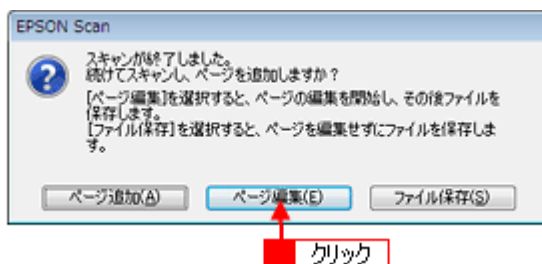 EPSON Scan
スキャンが終了しました。
続けてスキャンし、ページを追加しますか？
[ページ編集]を選択すると、ページの編集を開始し、その後ファイルを
保存します。
[ファイル保存]を選択すると、ページを編集せずにファイルを保存しま
す。
ページ追加(A) ページ編集(E) ファイル保存(S)
クリック